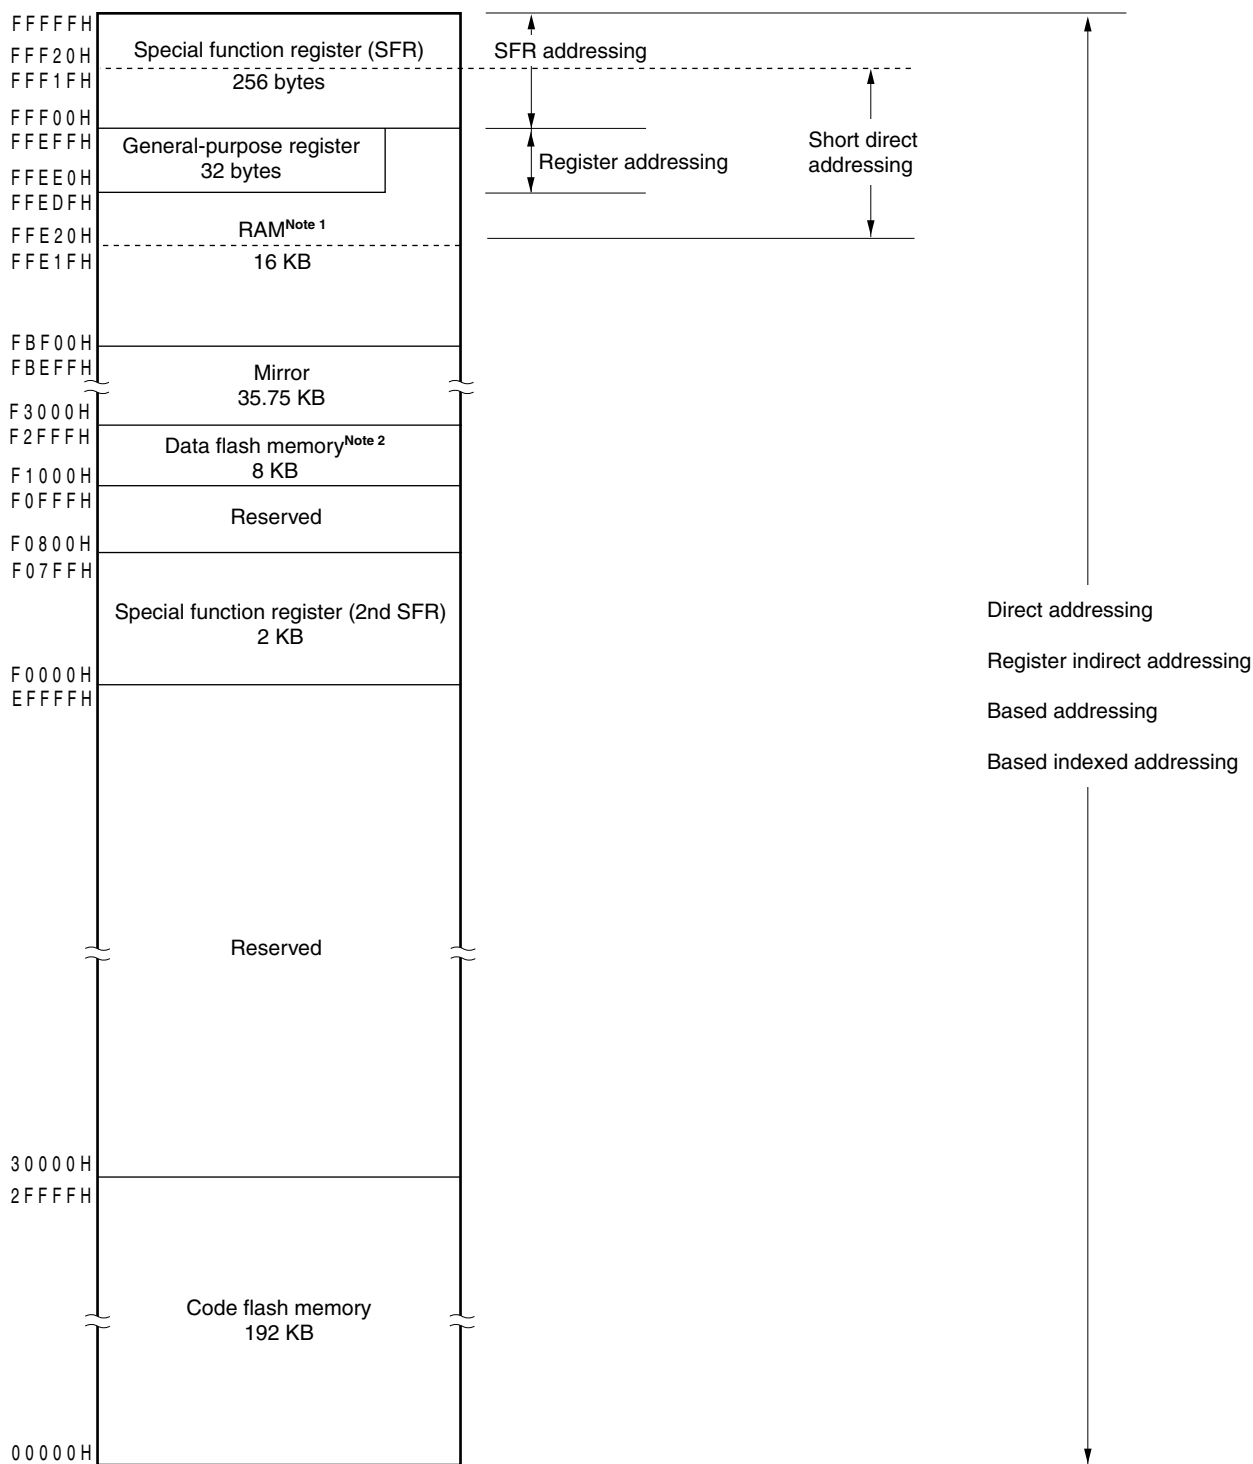 FFFFFH
Special function register (SFR)
SFR addressing
FFF20H
FFF1FH
256 bytes
FFF00H
FFEFFH
General-purpose register
32 bytes
Register addressing
Short direct
addressing
FFEE0H
FFEDFH
RAMNote 1
FFE20H
FFE1FH
16 KB
FBF00H
FBEFFH
Mirror
35.75 KB
F3000H
F2FFFH
Data flash memoryNote 2
8 KB
F1000H
F0FFFH
Reserved
F0800H
F07FFH
Special function register (2nd SFR)
2 KB
Direct addressing
Register indirect addressing
Based addressing
Based indexed addressing
F0000H
EFFFFH
Reserved
30000H
2FFFFH
Code flash memory
192 KB
00000H